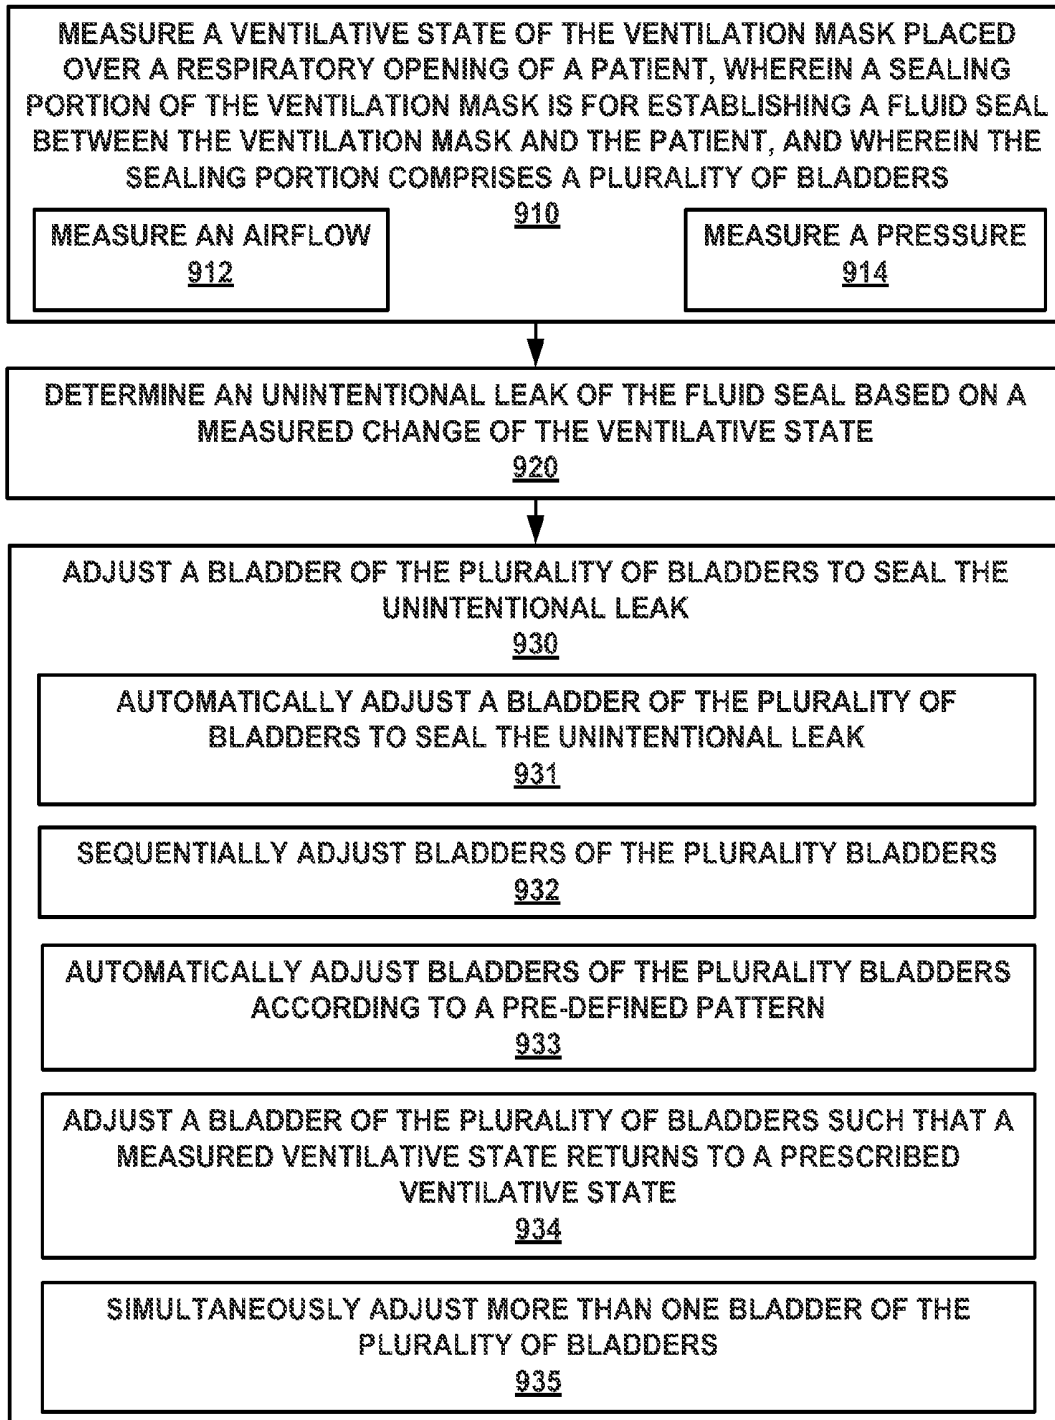 MEASURE A VENTILATIVE STATE OF THE VENTILATION MASK PLACED
OVER A RESPIRATORY OPENING OF A PATIENT, WHEREIN A SEALING
PORTION OF THE VENTILATION MASK IS FOR ESTABLISHING A FLUID SEAL
BETWEEN THE VENTILATION MASK AND THE PATIENT, AND WHEREIN THE
SEALING PORTION COMPRISES A PLURALITY OF BLADDERS
910
MEASURE AN AIRFLOW
912
MEASURE A PRESSURE
914
DETERMINE AN UNINTENTIONAL LEAK OF THE FLUID SEAL BASED ON A
MEASURED CHANGE OF THE VENTILATIVE STATE
920
ADJUST A BLADDER OF THE PLURALITY OF BLADDERS TO SEAL THE
UNINTENTIONAL LEAK
930
AUTOMATICALLY ADJUST A BLADDER OF THE PLURALITY OF
BLADDERS TO SEAL THE UNINTENTIONAL LEAK
931
SEQUENTIALLY ADJUST BLADDERS OF THE PLURALITY BLADDERS
932
AUTOMATICALLY ADJUST BLADDERS OF THE PLURALITY BLADDERS
ACCORDING TO A PRE-DEFINED PATTERN
933
ADJUST A BLADDER OF THE PLURALITY OF BLADDERS SUCH THAT A
MEASURED VENTILATIVE STATE RETURNS TO A PRESCRIBED
VENTILATIVE STATE
934
SIMULTANEOUSLY ADJUST MORE THAN ONE BLADDER OF THE
PLURALITY OF BLADDERS
935